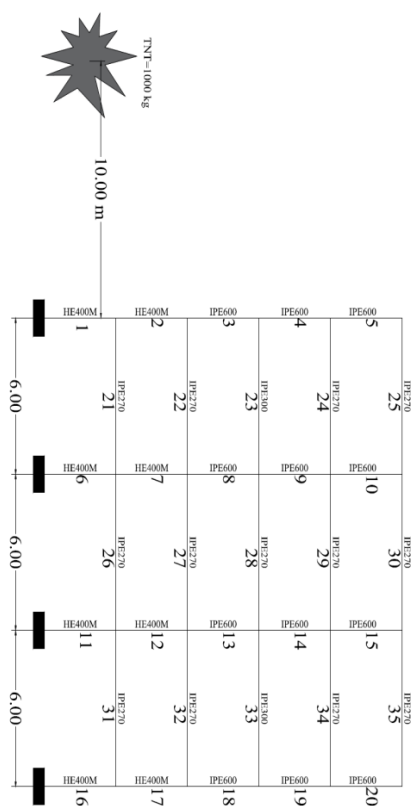 IPE270 IPE270 IPE270
25 30 35
IPE600 5 IPE600 10 IPE600 15 IPE600 20
IPE270 IPE270 IPE270
24 29 34
IPE600 4 IPE600 9 IPE600 14 IPE600 19
IPE300 IPE300 IPE300
23 28 33
IPE600 3 IPE600 8 IPE600 13 IPE600 18
IPE270 IPE270 IPE270
22 27 32
HE400M 2 HE400M 7 HE400M 12 HE400M 17
TNT=1000 kg
IPE270 IPE270 IPE270
21 26 31
10.00 m
HE400M 1 HE400M 6 HE400M 11 HE400M 16
6.00 6.00 6.00